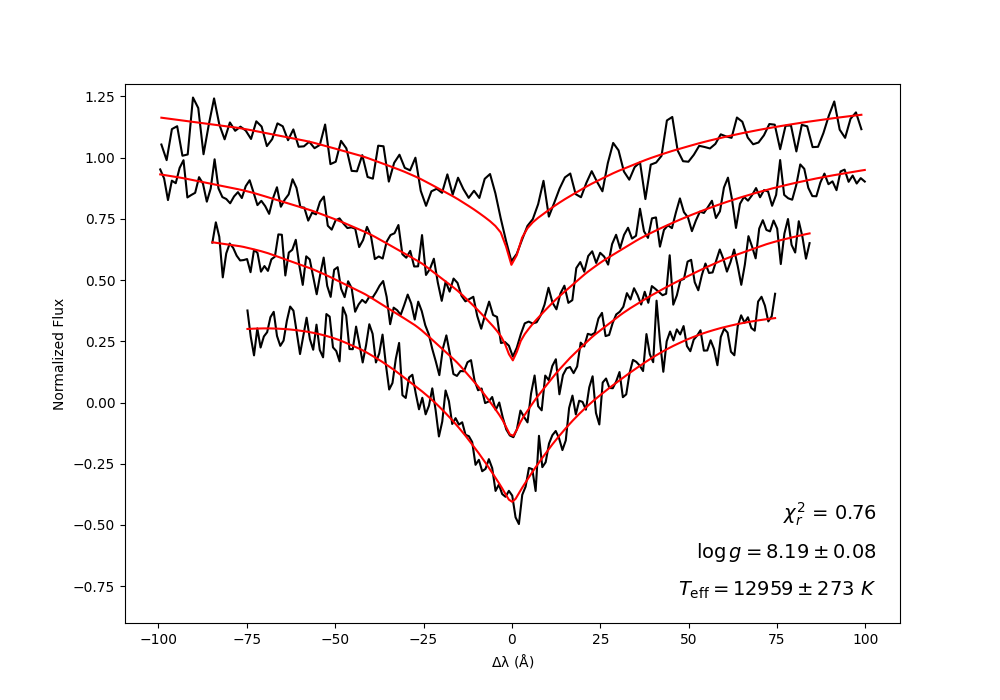 1.25
1.00
0.75
0.50
0.25
0.00
−0.25
−0.50
−0.75
Normalized Flux
χ_r^2 = 0.76
log g = 8.19 ± 0.08
T_eff = 12959 ± 273 K
−100 −75 −50 −25 0 25 50 75 100
Δλ (Å)